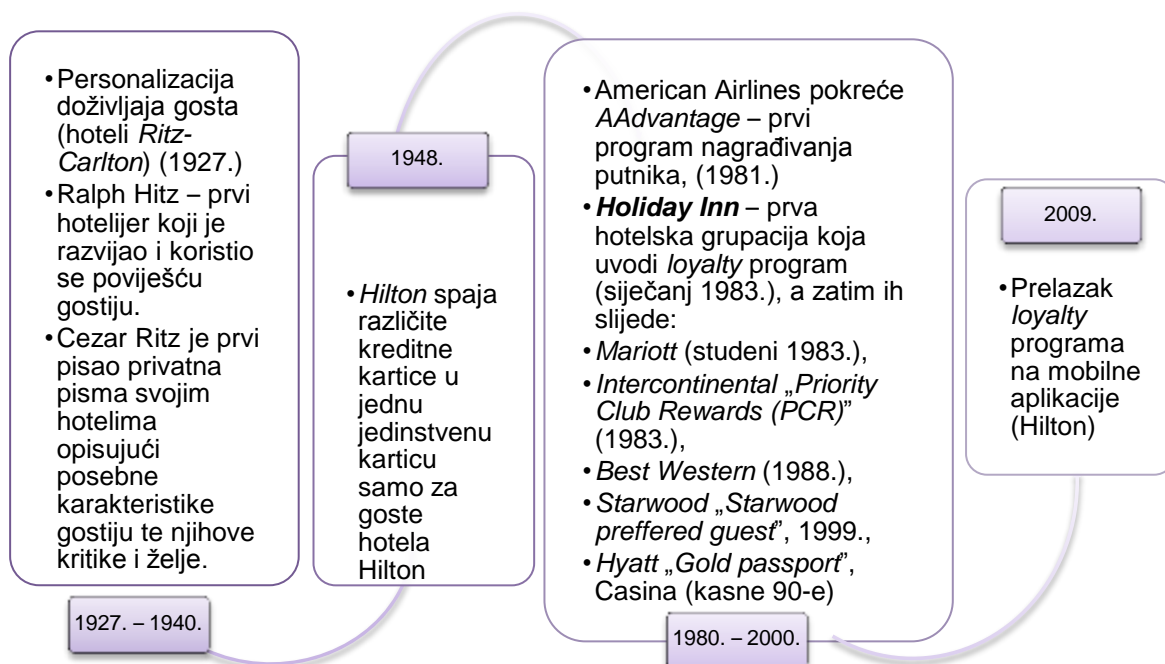 •Personalizacija
doživljaja gosta
(hoteli Ritz-
Carlton) (1927.)
•Ralph Hitz – prvi
hotelijer koji je
razvijao i koristio
se poviješću
gostiju.
•Cezar Ritz je prvi
pisao privatna
pisma svojim
hotelima
opisujući
posebne
karakteristike
gostiju te njihove
kritike i želje.
1927. – 1940.
1948.
•Hilton spaja
različite
kreditne
kartice u
jednu
jedinstvenu
karticu
samo za
goste
hotela
Hilton
•American Airlines pokreće
AAdvantage – prvi
program nagrađivanja
putnika, (1981.)
•Holiday Inn – prva
hotelska grupacija koja
uvodi loyalty program
(siječanj 1983.), a zatim ih
slijede:
•Mariott (studeni 1983.),
•Intercontinental „Priority
Club Rewards (PCR)”
(1983.),
•Best Western (1988.),
•Starwood „Starwood
preffered guest”, 1999.,
•Hyatt „Gold passport”,
Casina (kasne 90-e)
1980. – 2000.
2009.
•Prelazak
loyalty
programa
na mobilne
aplikacije
(Hilton)